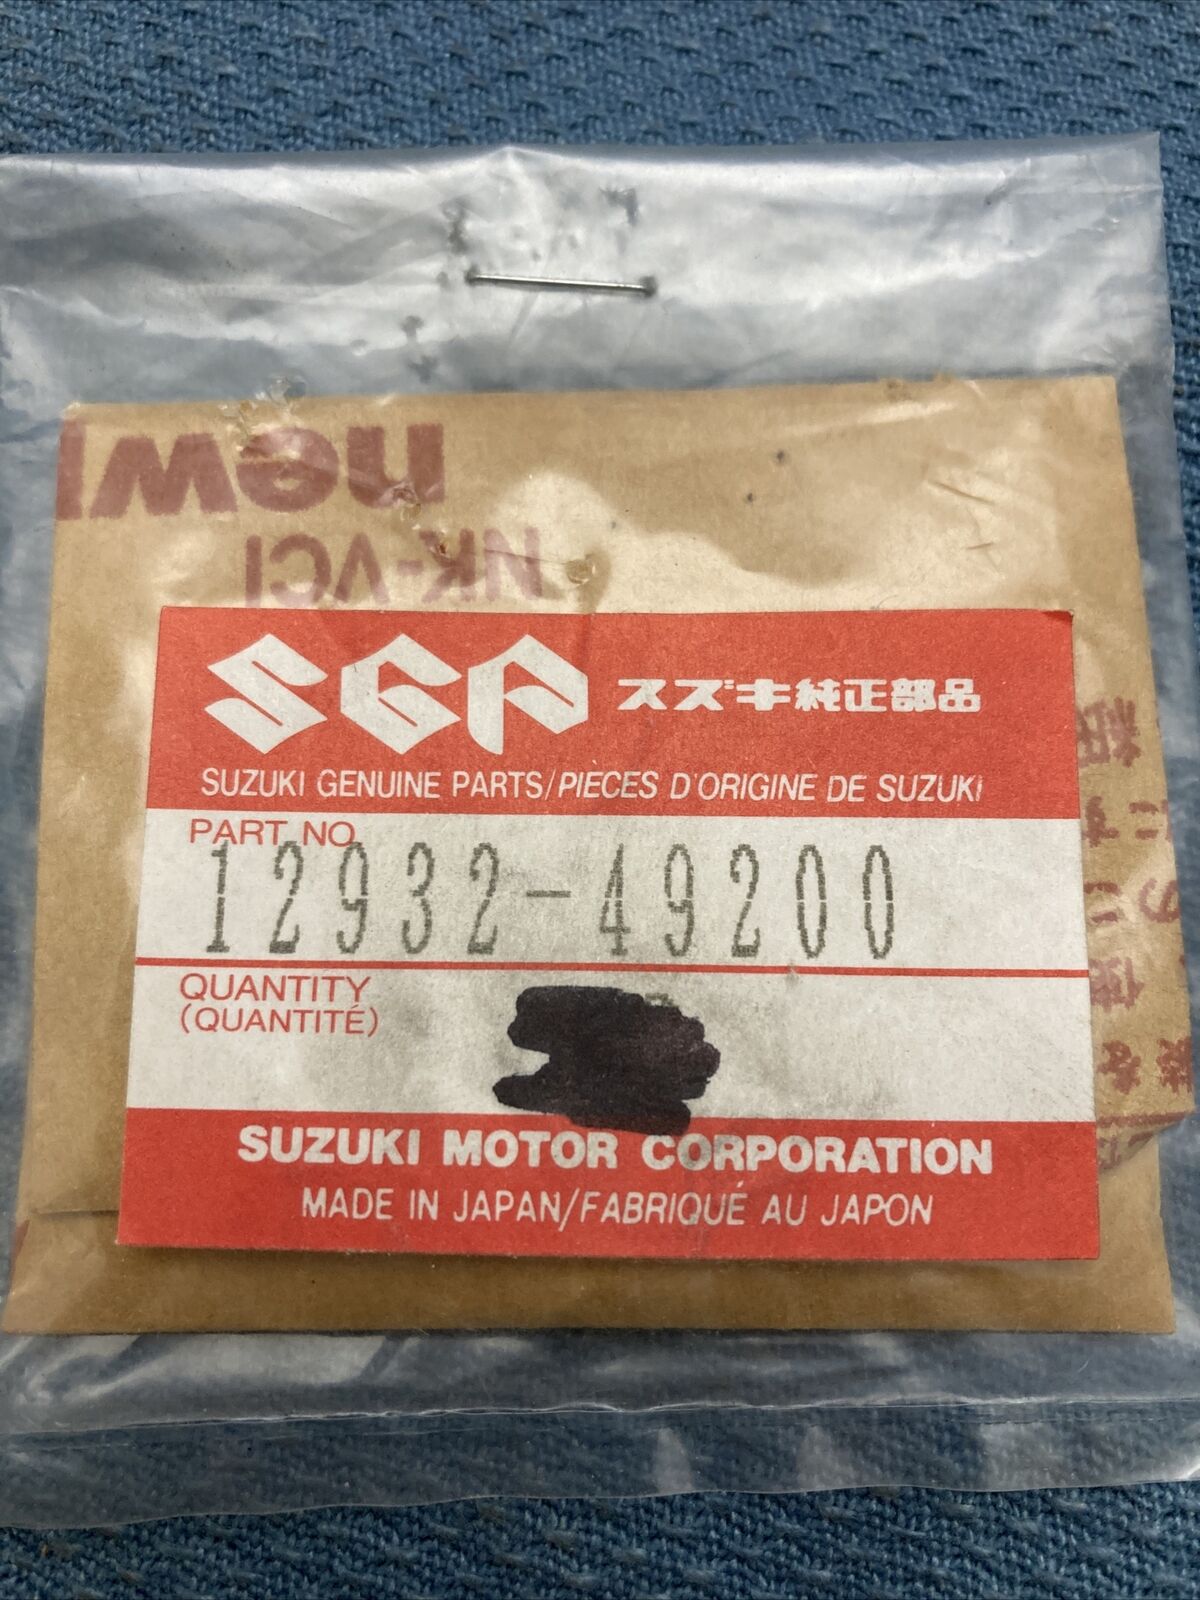 new
NK-VCI
SGP スズキ純正部品
SUZUKI GENUINE PARTS/PIECES D'ORIGINE DE SUZUKI
PART NO.
12932-49200
QUANTITY
(QUANTITÉ)
SUZUKI MOTOR CORPORATION
MADE IN JAPAN/FABRIQUÉ AU JAPON